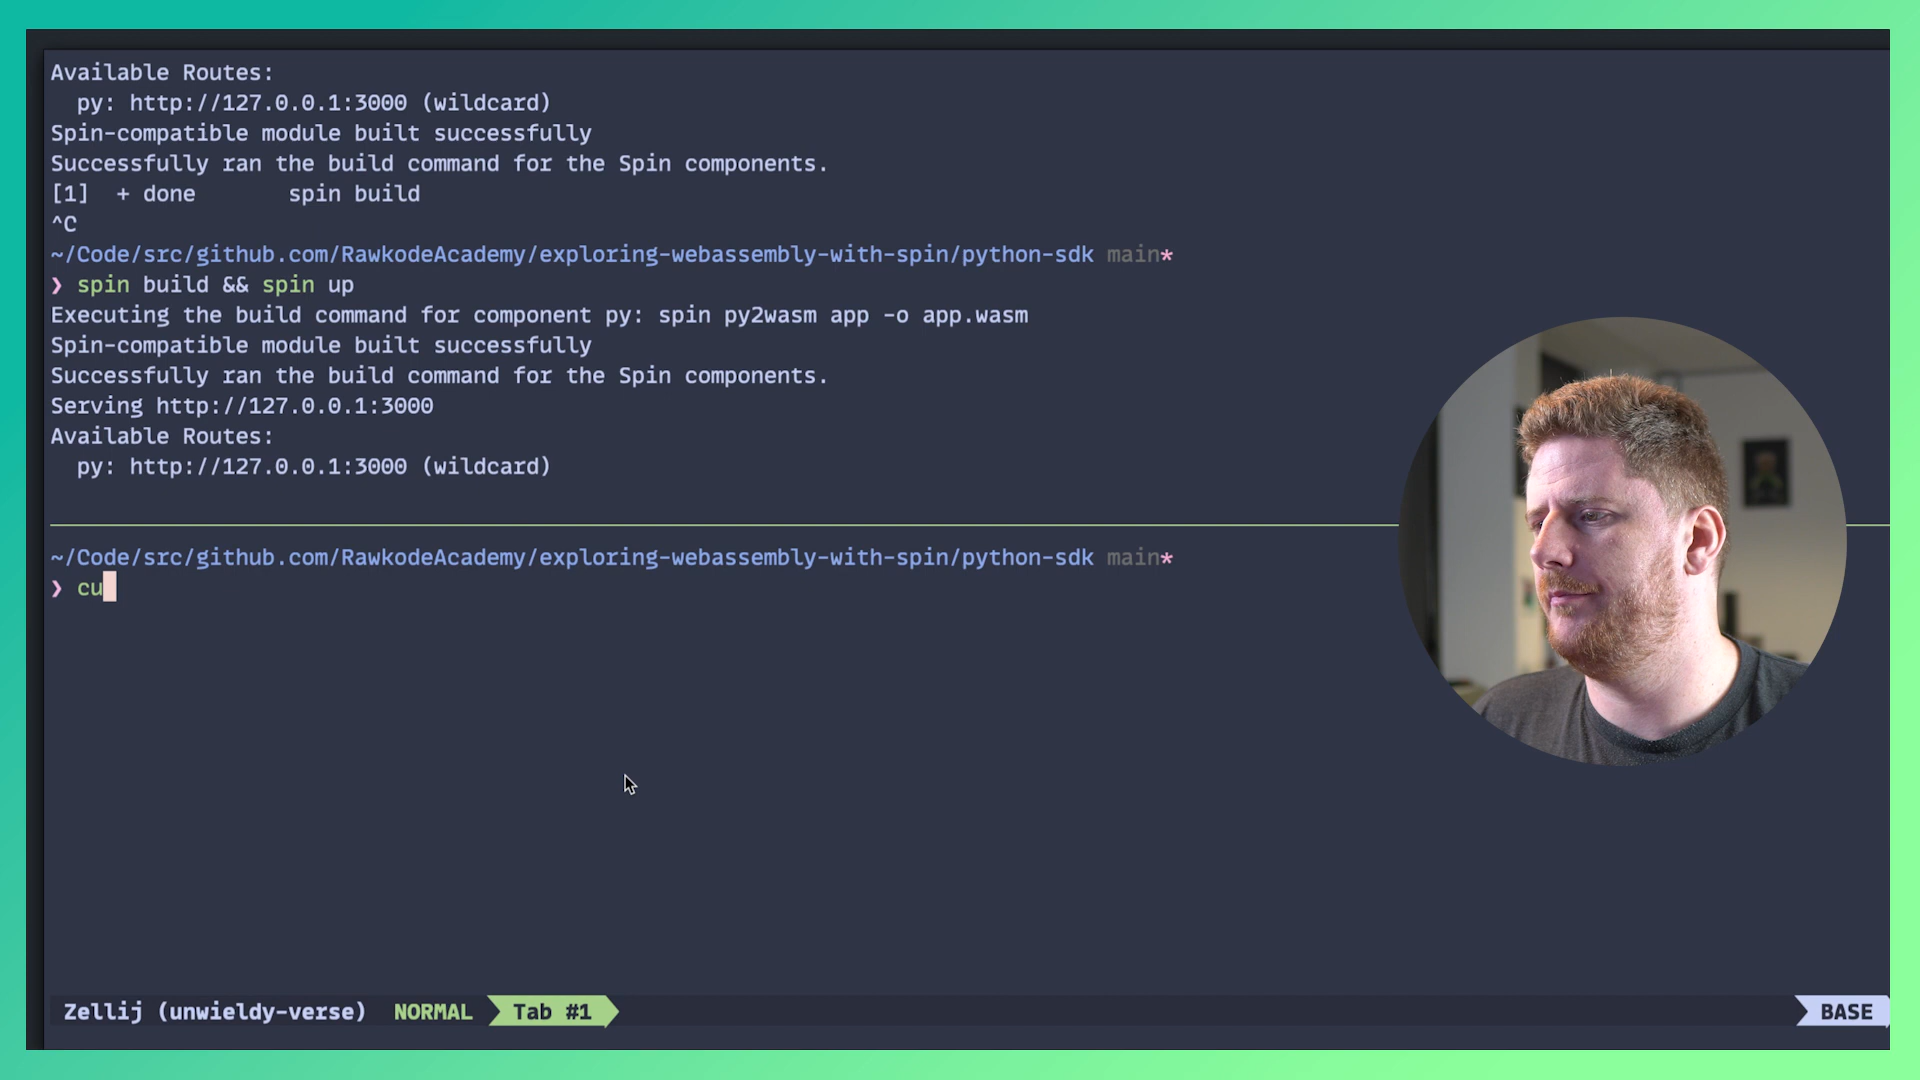 Available Routes:
  py: http://127.0.0.1:3000 (wildcard)
Spin-compatible module built successfully
Successfully ran the build command for the Spin components.
[1]  + done       spin build
^C
~/Code/src/github.com/RawkodeAcademy/exploring-webassembly-with-spin/python-sdk main*
❯ spin build && spin up
Executing the build command for component py: spin py2wasm app -o app.wasm
Spin-compatible module built successfully
Successfully ran the build command for the Spin components.
Serving http://127.0.0.1:3000
Available Routes:
  py: http://127.0.0.1:3000 (wildcard)
~/Code/src/github.com/RawkodeAcademy/exploring-webassembly-with-spin/python-sdk main*
❯ cu
Zellij (unwieldy-verse) NORMAL Tab #1 BASE